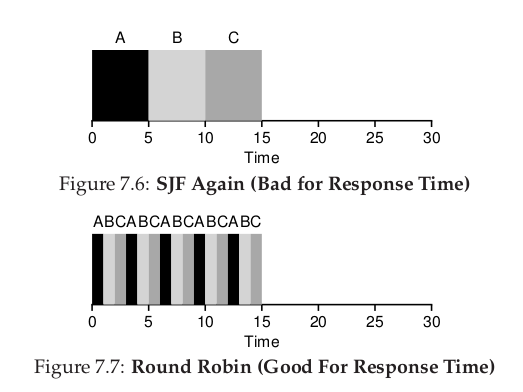 A B C
0 5 10 15 20 25 30
Time
Figure 7.6: SJF Again (Bad for Response Time)
ABCABCABCABCABC
0 5 10 15 20 25 30
Time
Figure 7.7: Round Robin (Good For Response Time)